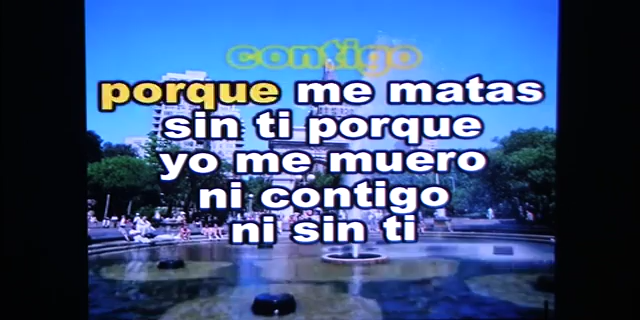 contigo
porque me matas
sin ti porque
yo me muero
ni contigo
ni sin ti